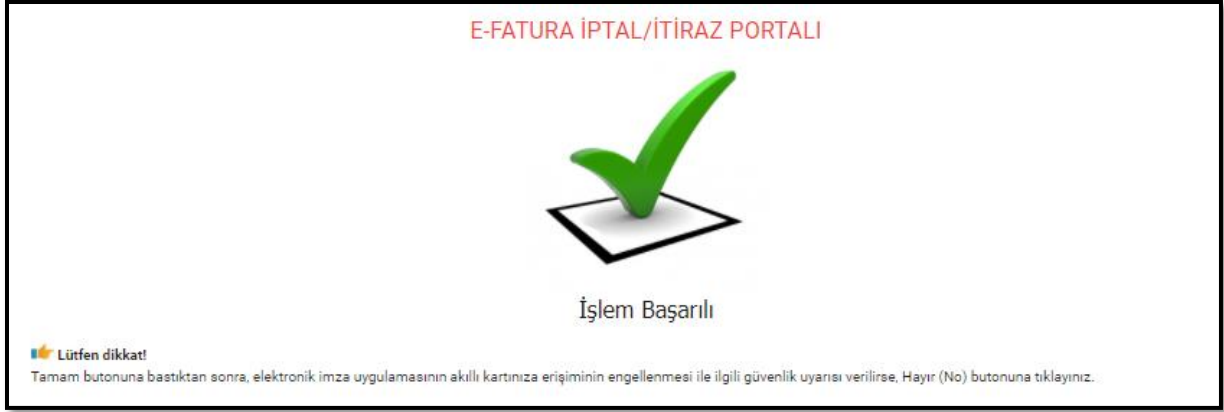 E-FATURA İPTAL/İTİRAZ PORTALI
İşlem Başarılı
Lütfen dikkat!
Tamam butonuna bastıktan sonra, elektronik imza uygulamasının akıllı kartınıza erişiminin engellenmesi ile ilgili güvenlik uyarısı verilirse, Hayır (No) butonuna tıklayınız.